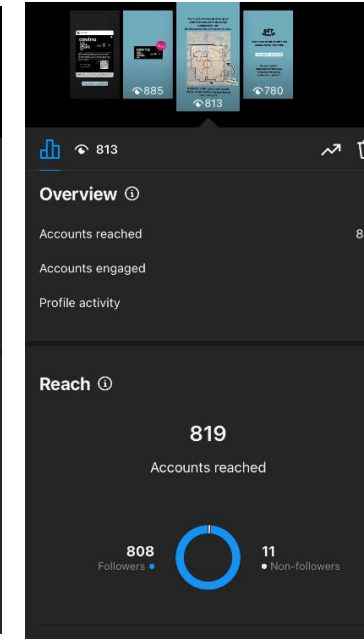 885
813
780
813
Overview
Accounts reached 8
Accounts engaged
Profile activity
Reach
819
Accounts reached
808
Followers
11
Non-followers